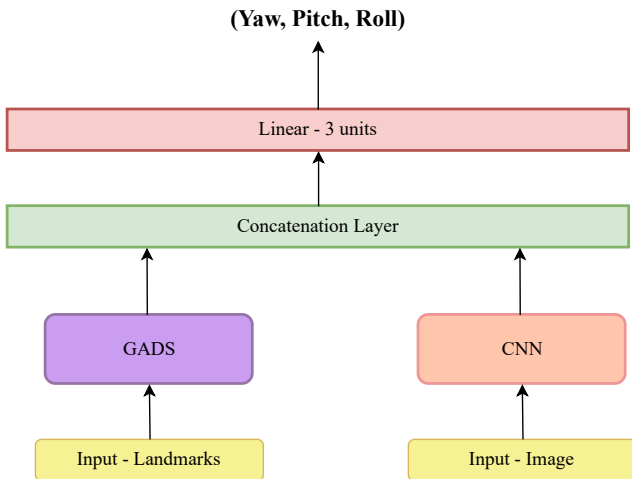 (Yaw, Pitch, Roll)
Linear - 3 units
Concatenation Layer
GADS
CNN
Input - Landmarks
Input - Image